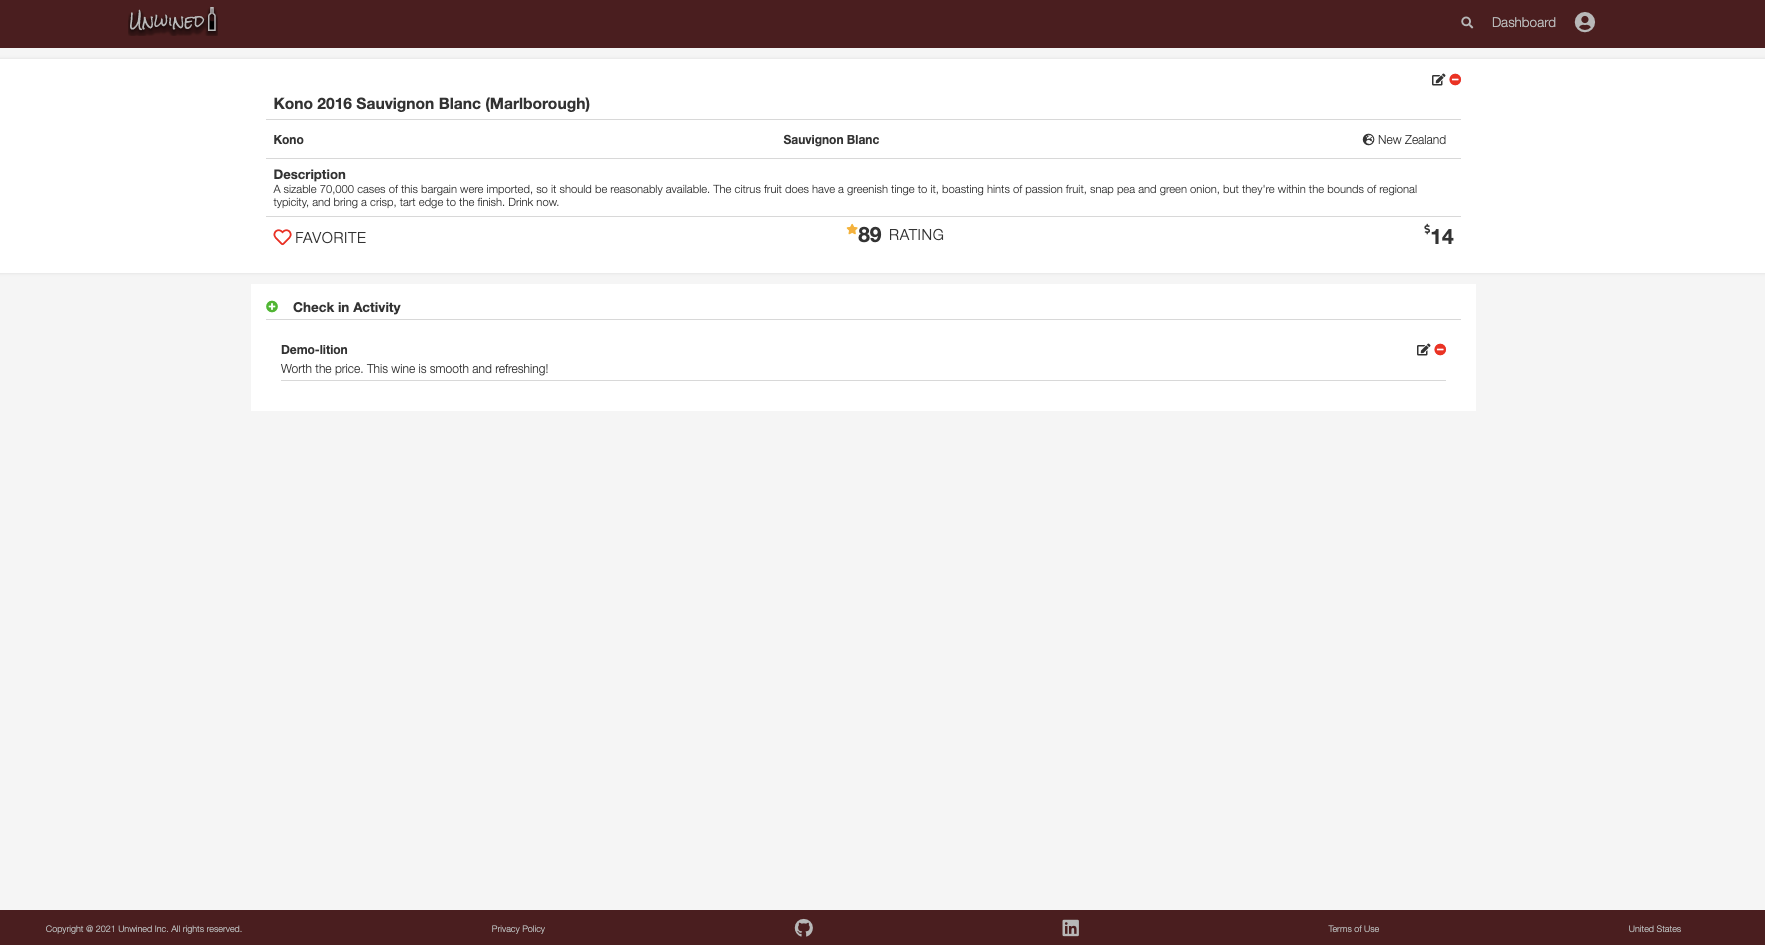 UNWINED
Dashboard
Kono 2016 Sauvignon Blanc (Marlborough)
Kono
Sauvignon Blanc
New Zealand
Description
A sizable 70,000 cases of this bargain were imported, so it should be reasonably available. The citrus fruit does have a greenish tinge to it, boasting hints of passion fruit, snap pea and green onion, but they're within the bounds of regional
typicity, and bring a crisp, tart edge to the finish. Drink now.
FAVORITE
89 RATING
$14
Check in Activity
Demo-lition
Worth the price. This wine is smooth and refreshing!
Copyright @ 2021 Unwined Inc. All rights reserved.
Privacy Policy
in
Terms of Use
United States